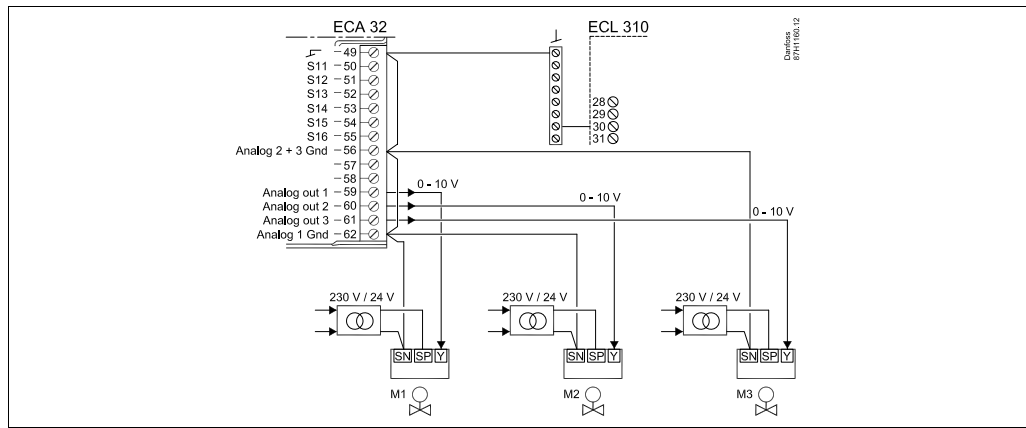 ECA 32
ECL 310
Danfoss
87H1160.12
49
S11 - 50
S12 - 51
S13 - 52
S14 - 53
S15 - 54
S16 - 55
Analog 2 + 3 Gnd - 56
57
58
Analog out 1 - 59
Analog out 2 - 60
Analog out 3 - 61
Analog 1 Gnd - 62
28
29
30
31
0 - 10 V
0 - 10 V
0 - 10 V
230 V / 24 V
230 V / 24 V
230 V / 24 V
SN SP Y
SN SP Y
SN SP Y
M1
M2
M3